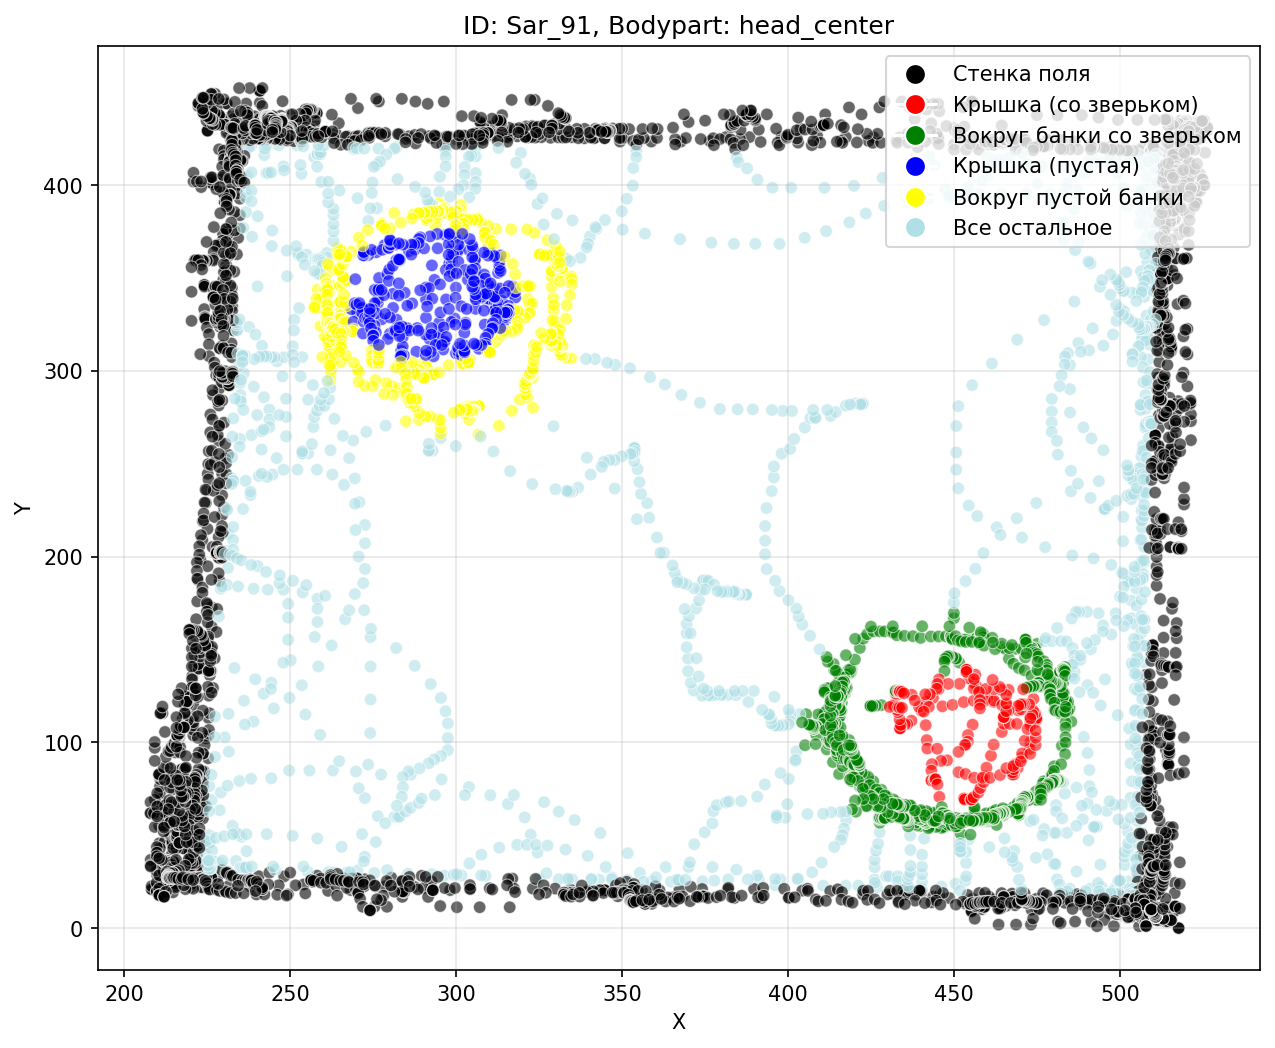 ID: Sar_91, Bodypart: head_center
Стенка поля
Крышка (со зверьком)
Вокруг банки со зверьком
Крышка (пустая)
Вокруг пустой банки
Все остальное
Y
400
300
200
100
0
200 250 300 350 400 450 500
X